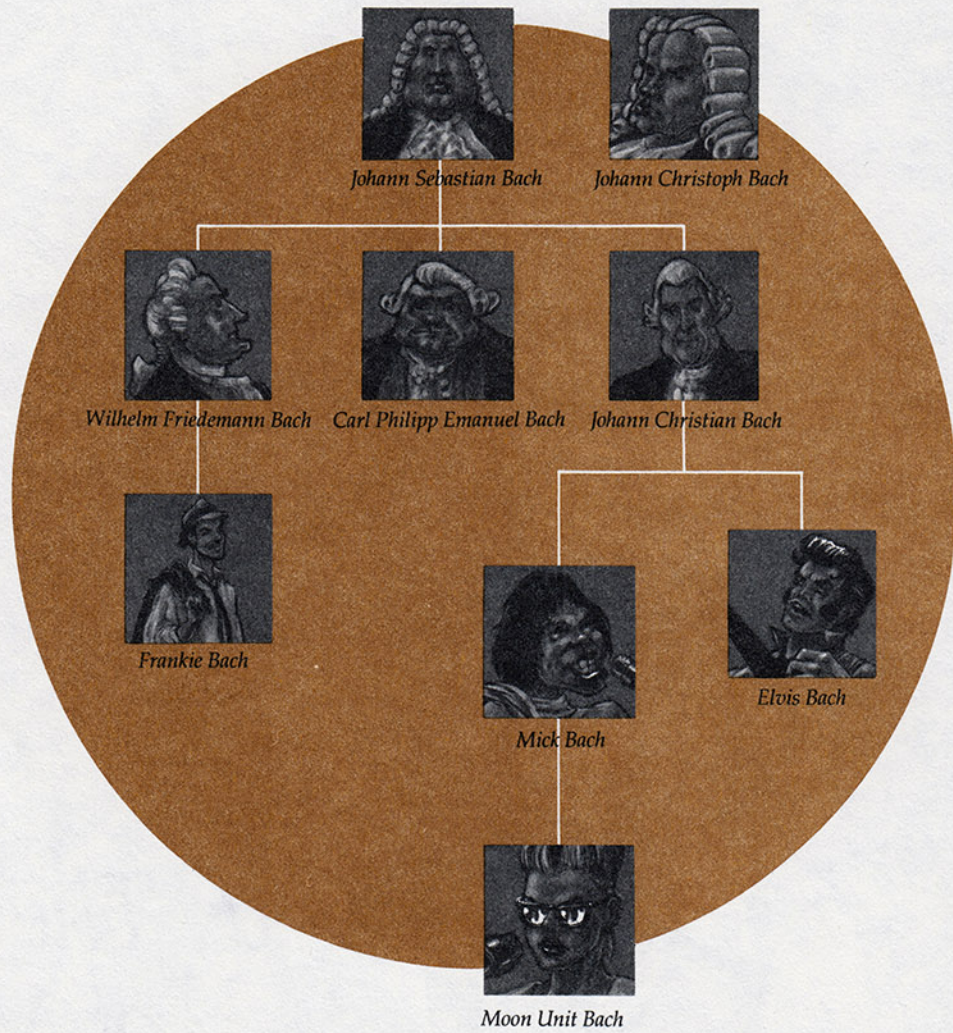 Johann Sebastian Bach
Johann Christoph Bach
Wilhelm Friedemann Bach
Carl Philipp Emanuel Bach
Johann Christian Bach
Frankie Bach
Elvis Bach
Mick Bach
Moon Unit Bach